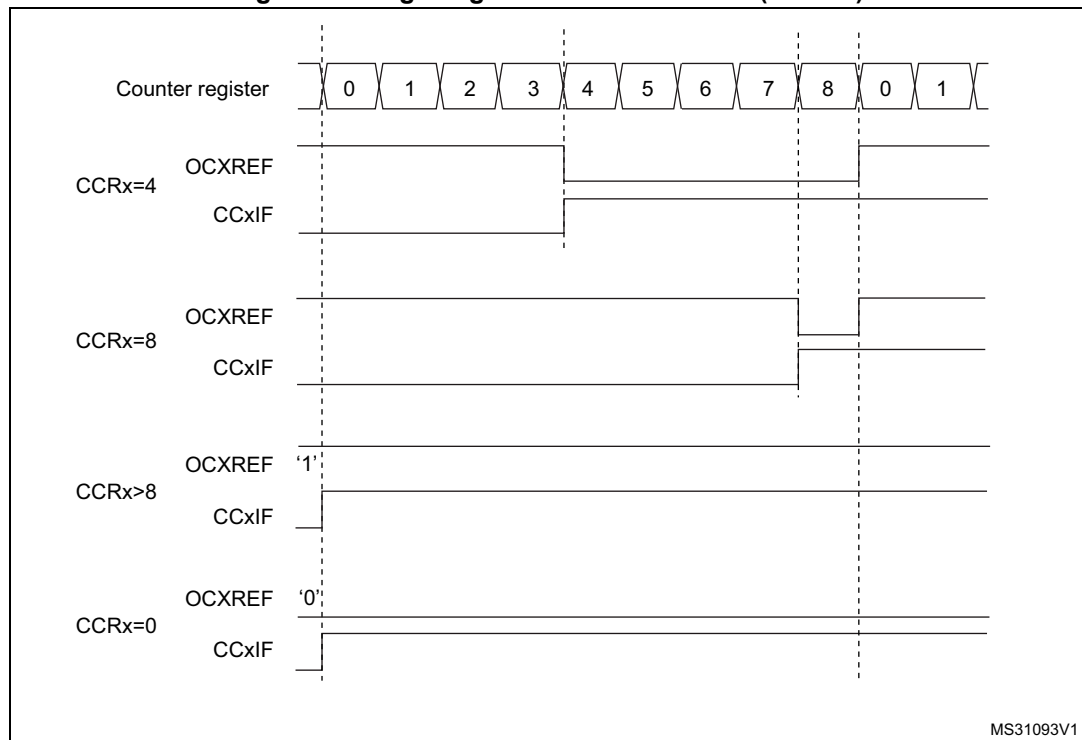 Counter register 0 1 2 3 4 5 6 7 8 0 1
OCXREF
CCRx=4
CCxIF
OCXREF
CCRx=8
CCxIF
OCXREF ‘1’
CCRx>8
CCxIF
OCXREF ‘0’
CCRx=0
CCxIF
MS31093V1